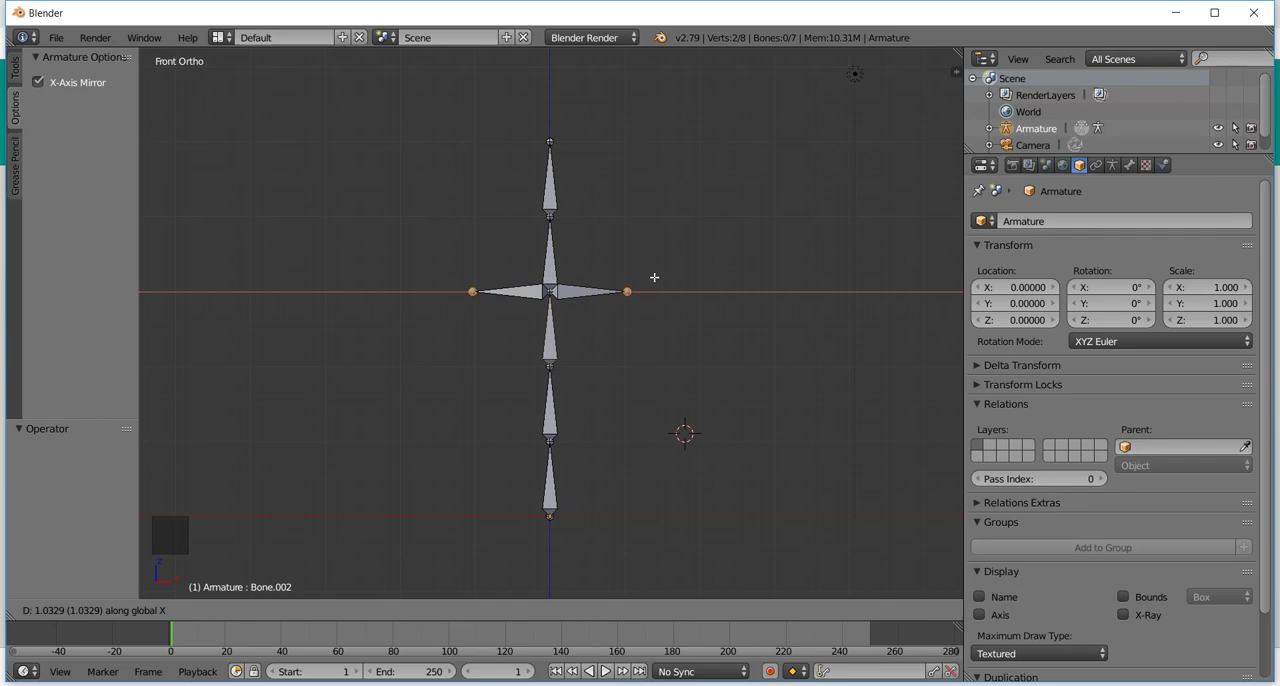 Blender
File Render Window Help Default Scene Blender Render v2.79 | Verts:2/8 | Bones:0/7 | Mem:10.31M | Armature
Tools
Options
Grease Pencil
Armature Options
X-Axis Mirror
Operator
Front Ortho
(1) Armature : Bone.002
D: 1.0329 (1.0329) along global X
View Search All Scenes
Scene
RenderLayers
World
Armature
Camera
Armature
Armature
Transform
Location: Rotation: Scale:
X: 0.00000 X: 0° X: 1.000
Y: 0.00000 Y: 0° Y: 1.000
Z: 0.00000 Z: 0° Z: 1.000
Rotation Mode: XYZ Euler
Delta Transform
Transform Locks
Relations
Layers: Parent:
Object
Pass Index: 0
Relations Extras
Groups
Add to Group
Display
Name Bounds Box
Axis X-Ray
Maximum Draw Type:
Textured
Duplication
-40 -20 0 20 40 60 80 100 120 140 160 180 200 220 240 260 280
View Marker Frame Playback Start: 1 End: 250 1 No Sync